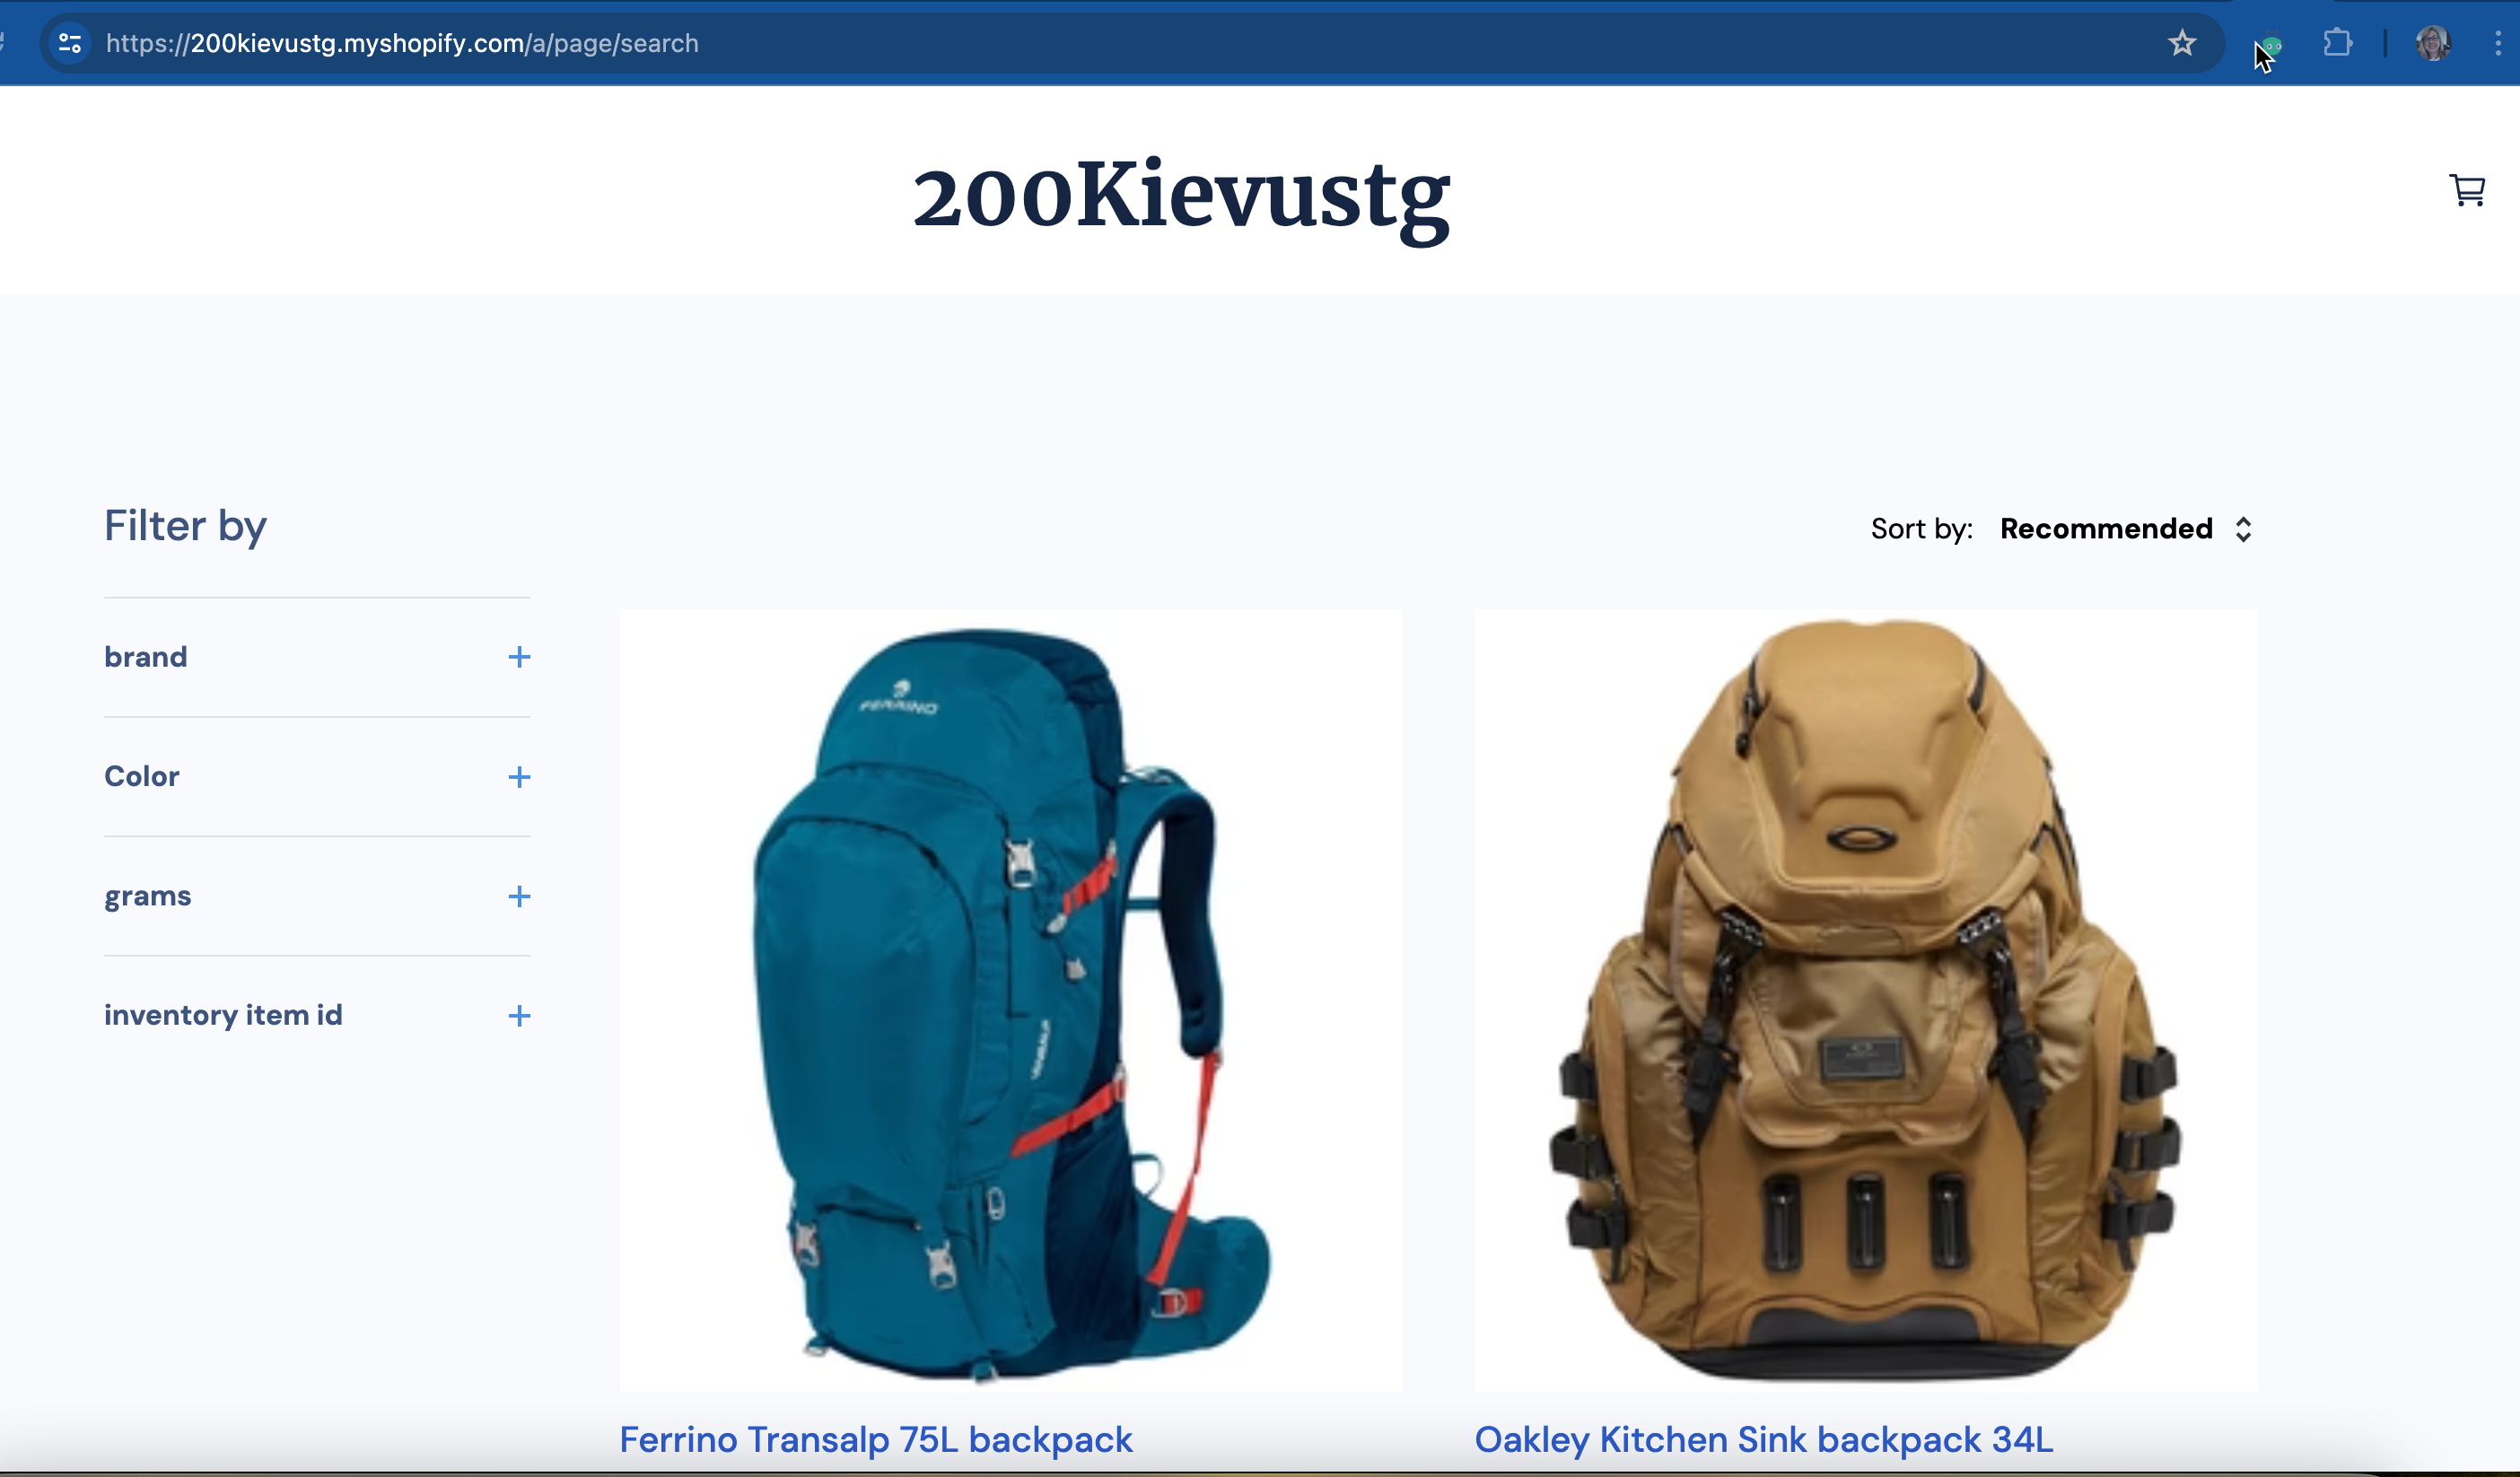 https://200kievustg.myshopify.com/a/page/search
200Kievustg
Filter by
Sort by: Recommended
brand
Color
grams
inventory item id
FERRINO
TRANSALP
Ferrino Transalp 75L backpack
Oakley Kitchen Sink backpack 34L